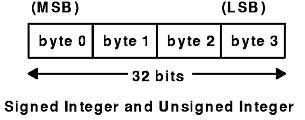 (MSB) (LSB)
byte 0 byte 1 byte 2 byte 3
32 bits
Signed Integer and Unsigned Integer